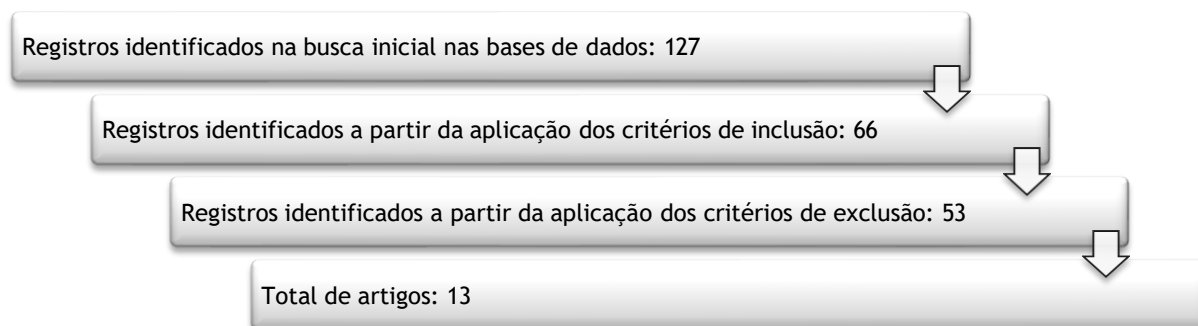 Registros identificados na busca inicial nas bases de dados: 127
Registros identificados a partir da aplicação dos critérios de inclusão: 66
Registros identificados a partir da aplicação dos critérios de exclusão: 53
Total de artigos: 13